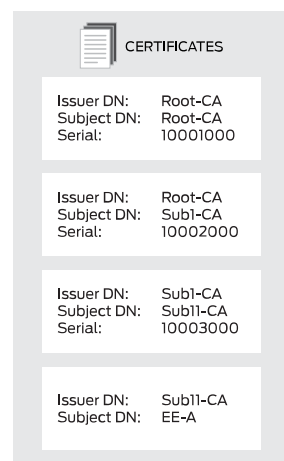 CERTIFICATES
Issuer DN: Root-CA
Subject DN: Root-CA
Serial: 10001000
Issuer DN: Root-CA
Subject DN: Sub1-CA
Serial: 10002000
Issuer DN: Sub1-CA
Subject DN: Sub11-CA
Serial: 10003000
Issuer DN: Sub11-CA
Subject DN: EE-A